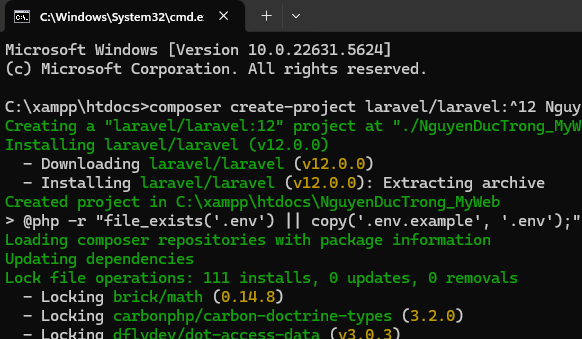 C:\Windows\System32\cmd.e
Microsoft Windows [Version 10.0.22631.5624]
(c) Microsoft Corporation. All rights reserved.
C:\xampp\htdocs>composer create-project laravel/laravel:^12 Nguy
Creating a "laravel/laravel:12" project at "./NguyenDucTrong_MyW
Installing laravel/laravel (v12.0.0)
- Downloading laravel/laravel (v12.0.0)
- Installing laravel/laravel (v12.0.0): Extracting archive
Created project in C:\xampp\htdocs\NguyenDucTrong_MyWeb
> @php -r "file_exists('.env') || copy('.env.example', '.env');"
Loading composer repositories with package information
Updating dependencies
Lock file operations: 111 installs, 0 updates, 0 removals
- Locking brick/math (0.14.8)
- Locking carbonphp/carbon-doctrine-types (3.2.0)
- Locking dflydev/dot-access-data (v3.0.3)